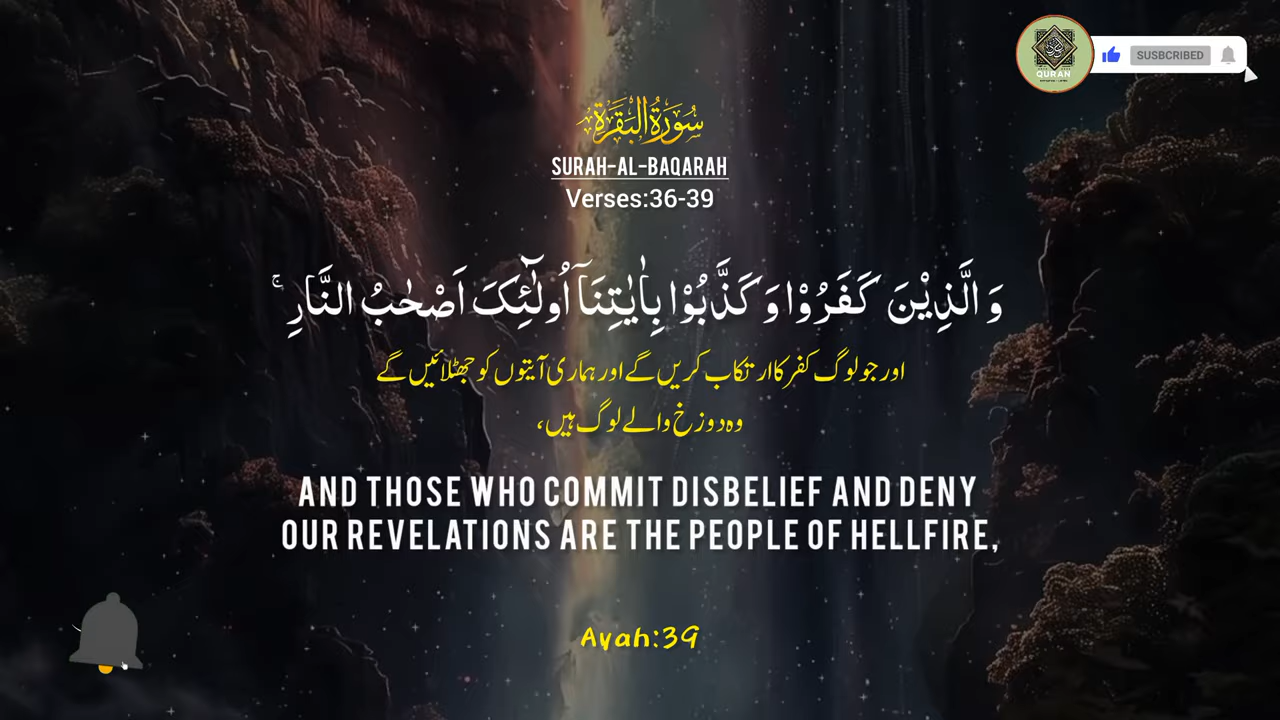 QURAN
SUSBCRIBED
سُوْرَةُ الْبَقَرَةِ
SURAH-AL-BAQARAH
Verses:36-39
وَ الَّذِیْنَ كَفَرُوْا وَ كَذَّبُوْا بِاٰیٰتِنَاۤ اُولٰٓىِٕكَ اَصْحٰبُ النَّارِ ۚ
اور جو لوگ کفر کا ارتکاب کریں گے اور ہماری آیتوں کو جھٹلائیں گے
وہ دوزخ والے لوگ ہیں،
AND THOSE WHO COMMIT DISBELIEF AND DENY
OUR REVELATIONS ARE THE PEOPLE OF HELLFIRE,
Ayah:39